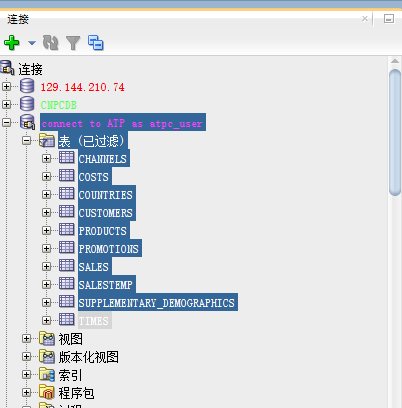 连接
连接
129.144.210.74
CNPCDB
connect to ATP as atpc_user
表 (已过滤)
CHANNELS
COSTS
COUNTRIES
CUSTOMERS
PRODUCTS
PROMOTIONS
SALES
SALESTEMP
SUPPLEMENTARY_DEMOGRAPHICS
TIMES
视图
版本化视图
索引
程序包